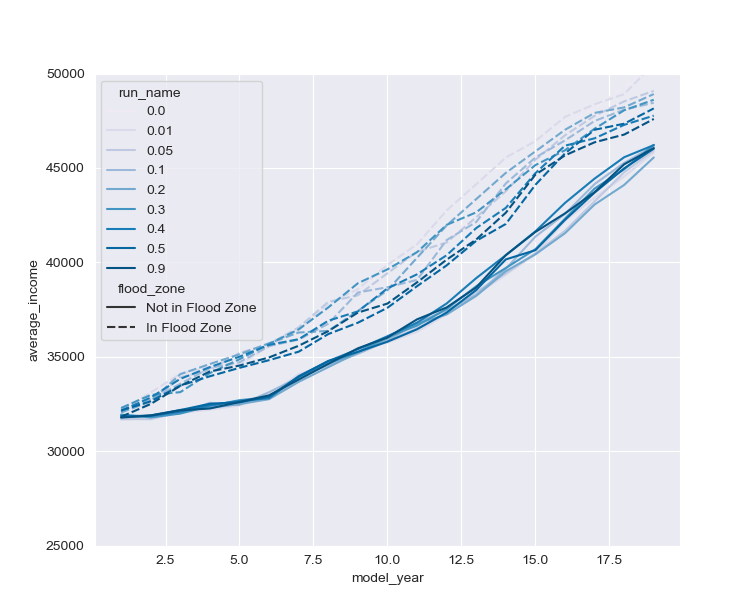 50000
45000
40000
35000
30000
25000
average_income
run_name
0.0
0.01
0.05
0.1
0.2
0.3
0.4
0.5
0.9
flood_zone
Not in Flood Zone
In Flood Zone
2.5 5.0 7.5 10.0 12.5 15.0 17.5
model_year